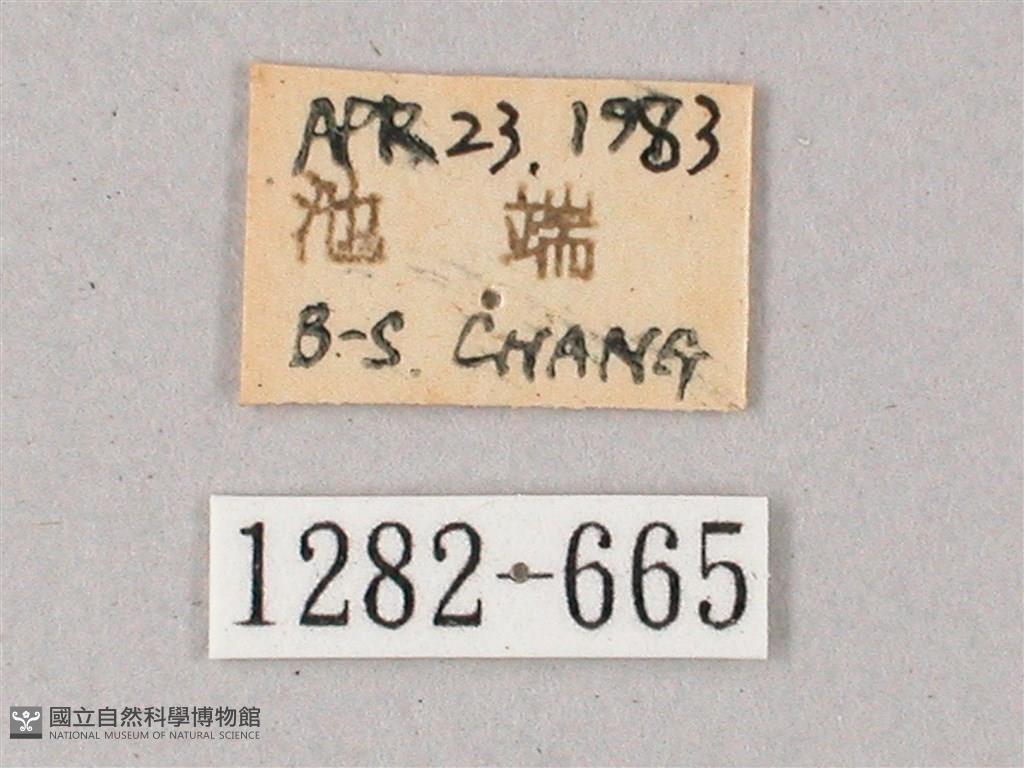 APR 23. 1983
池 端
B-S. CHANG
1282-665
國立自然科學博物館
NATIONAL MUSEUM OF NATURAL SCIENCE